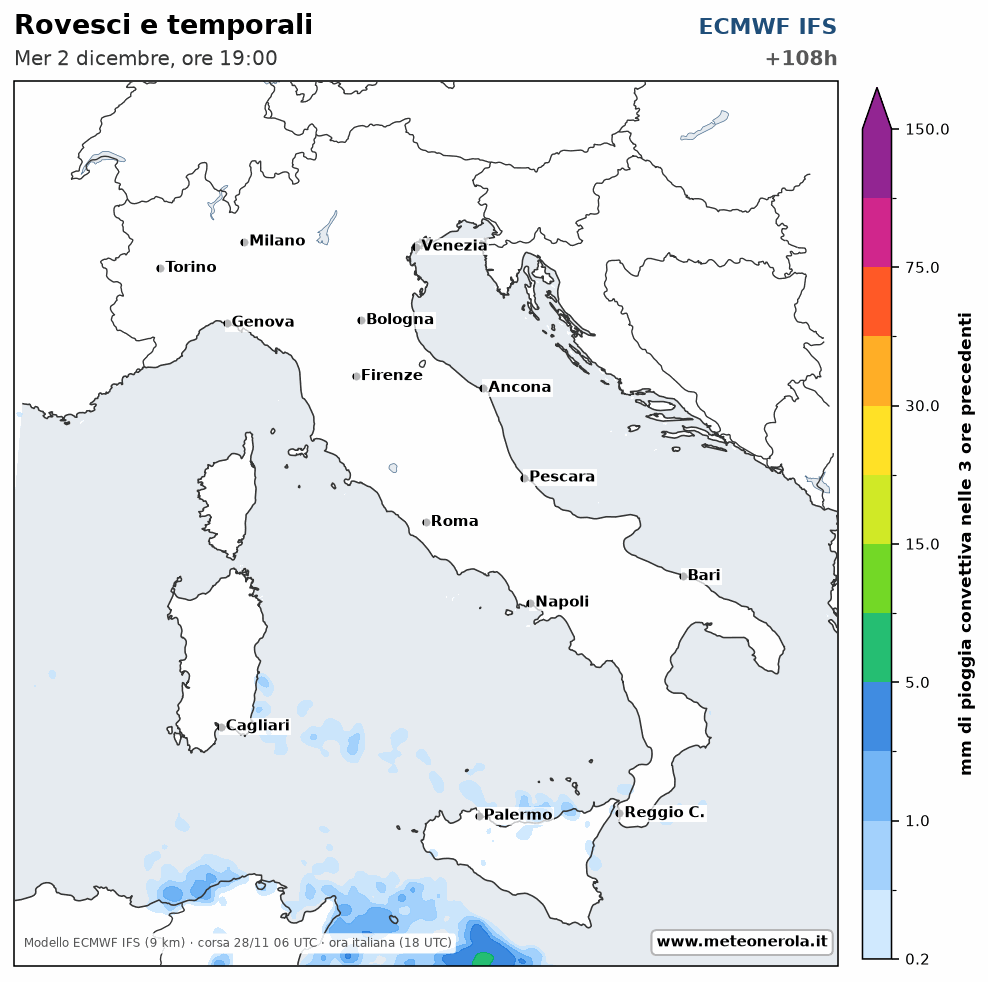 Rovesci e temporali
ECMWF IFS
Mer 2 dicembre, ore 19:00
+108h
Milano
Venezia
Torino
Genova
Bologna
Firenze
Ancona
Pescara
Roma
Bari
Napoli
Cagliari
Palermo
Reggio C.
150.0
75.0
30.0
15.0
5.0
1.0
0.2
mm di pioggia convettiva nelle 3 ore precedenti
Modello ECMWF IFS (9 km) · corsa 28/11 06 UTC · ora italiana (18 UTC)
www.meteonerola.it